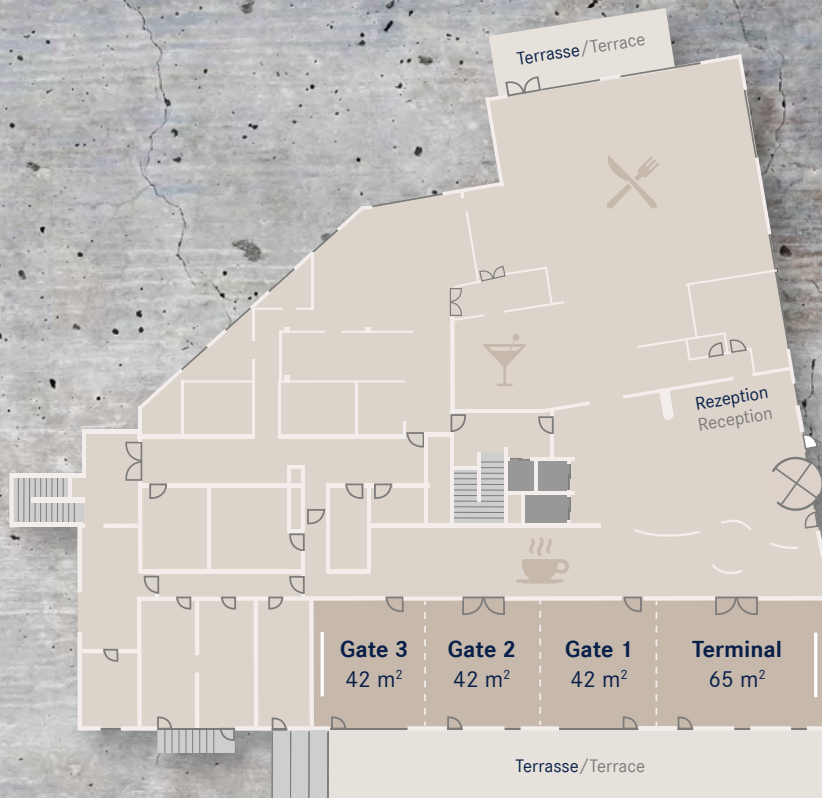 Terrasse/Terrace
Rezeption
Reception
Gate 3
42 m²
Gate 2
42 m²
Gate 1
42 m²
Terminal
65 m²
Terrasse/Terrace